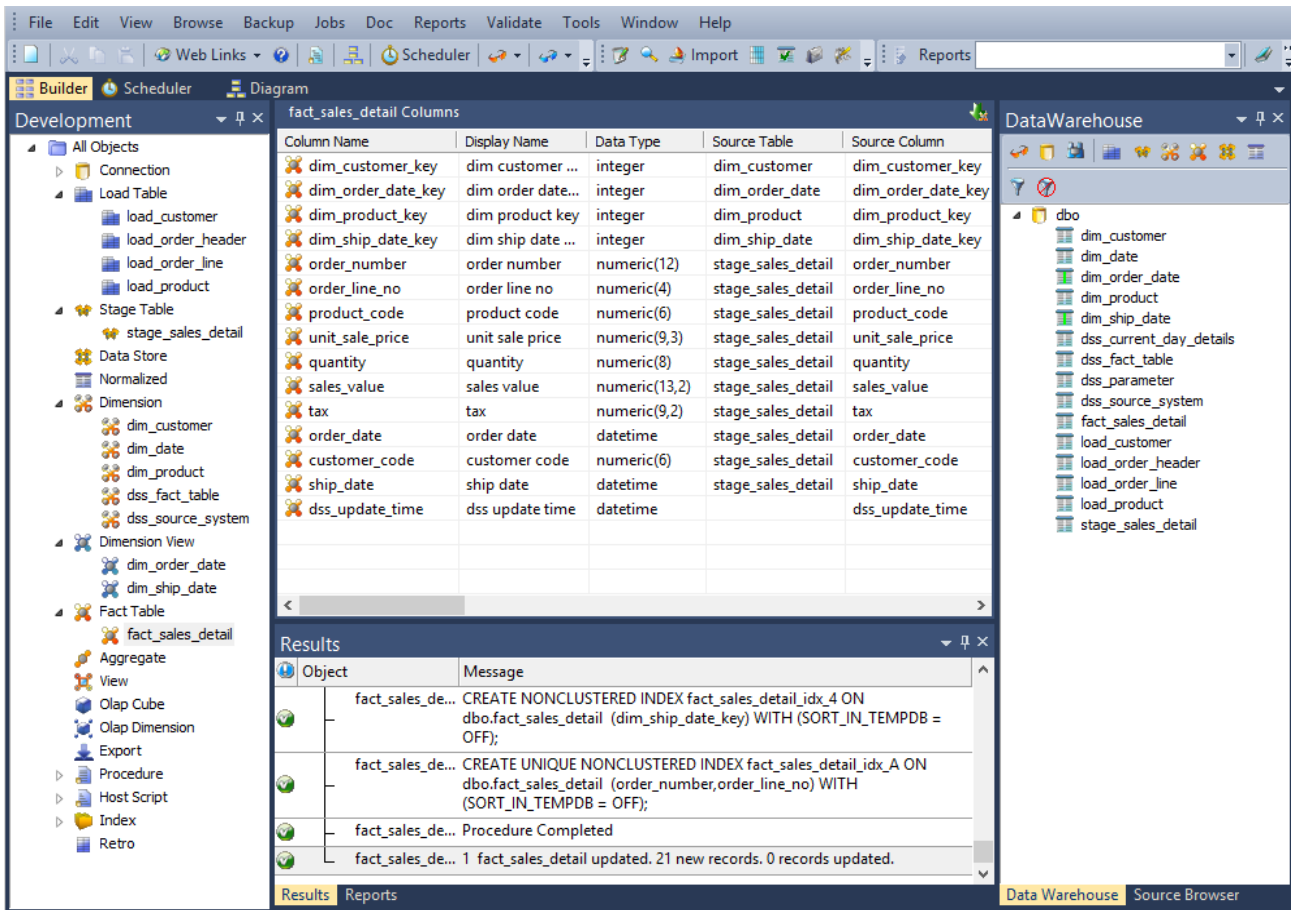 File Edit View Browse Backup Jobs Doc Reports Validate Tools Window Help
Web Links Scheduler Import Reports
Builder Scheduler Diagram
Development
All Objects
Connection
Load Table
load_customer
load_order_header
load_order_line
load_product
Stage Table
stage_sales_detail
Data Store
Normalized
Dimension
dim_customer
dim_date
dim_product
dss_fact_table
dss_source_system
Dimension View
dim_order_date
dim_ship_date
Fact Table
fact_sales_detail
Aggregate
View
Olap Cube
Olap Dimension
Export
Procedure
Host Script
Index
Retro
fact_sales_detail Columns
Column Name Display Name Data Type Source Table Source Column
dim_customer_key dim customer ... integer dim_customer dim_customer_key
dim_order_date_key dim order date... integer dim_order_date dim_order_date_key
dim_product_key dim product key integer dim_product dim_product_key
dim_ship_date_key dim ship date ... integer dim_ship_date dim_ship_date_key
order_number order number numeric(12) stage_sales_detail order_number
order_line_no order line no numeric(4) stage_sales_detail order_line_no
product_code product code numeric(6) stage_sales_detail product_code
unit_sale_price unit sale price numeric(9,3) stage_sales_detail unit_sale_price
quantity quantity numeric(8) stage_sales_detail quantity
sales_value sales value numeric(13,2) stage_sales_detail sales_value
tax tax numeric(9,2) stage_sales_detail tax
order_date order date datetime stage_sales_detail order_date
customer_code customer code numeric(6) stage_sales_detail customer_code
ship_date ship date datetime stage_sales_detail ship_date
dss_update_time dss update time datetime dss_update_time
Results
Object Message
fact_sales_de... CREATE NONCLUSTERED INDEX fact_sales_detail_idx_4 ON
dbo.fact_sales_detail (dim_ship_date_key) WITH (SORT_IN_TEMPDB =
OFF);
fact_sales_de... CREATE UNIQUE NONCLUSTERED INDEX fact_sales_detail_idx_A ON
dbo.fact_sales_detail (order_number,order_line_no) WITH
(SORT_IN_TEMPDB = OFF);
fact_sales_de... Procedure Completed
fact_sales_de... 1 fact_sales_detail updated. 21 new records. 0 records updated.
Results Reports
DataWarehouse
dbo
dim_customer
dim_date
dim_order_date
dim_product
dim_ship_date
dss_current_day_details
dss_fact_table
dss_parameter
dss_source_system
fact_sales_detail
load_customer
load_order_header
load_order_line
load_product
stage_sales_detail
Data Warehouse Source Browser